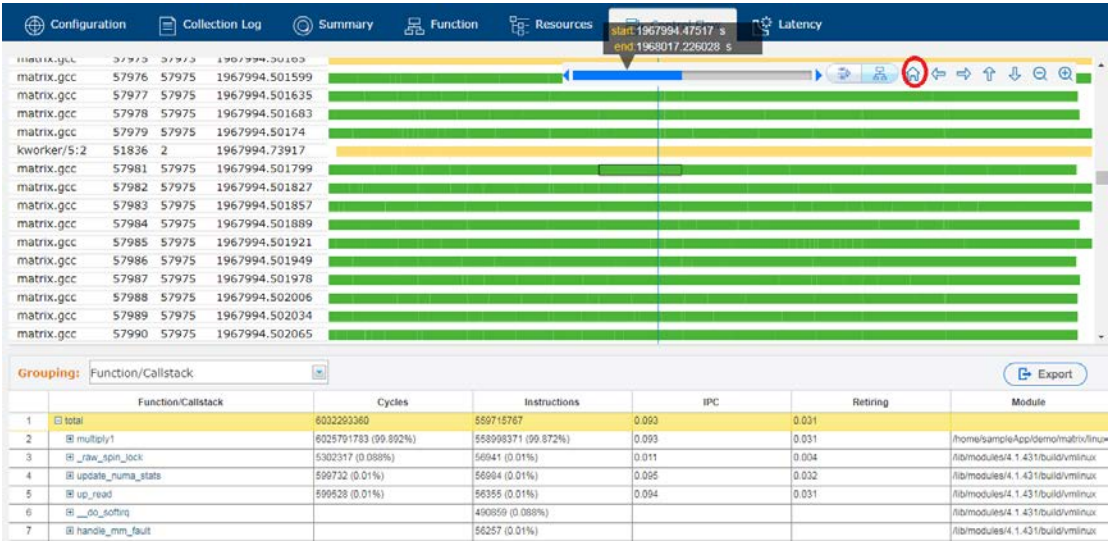 Configuration Collection Log Summary Function Resources Latency
start:1967994.47517 s
end:1968017.226028 s
matrix.gcc 57975 57973 1967994.50165
matrix.gcc 57976 57975 1967994.501599
matrix.gcc 57977 57975 1967994.501635
matrix.gcc 57978 57975 1967994.501683
matrix.gcc 57979 57975 1967994.50174
kworker/5:2 51836 2 1967994.73917
matrix.gcc 57981 57975 1967994.501799
matrix.gcc 57982 57975 1967994.501827
matrix.gcc 57983 57975 1967994.501857
matrix.gcc 57984 57975 1967994.501889
matrix.gcc 57985 57975 1967994.501921
matrix.gcc 57986 57975 1967994.501949
matrix.gcc 57987 57975 1967994.501978
matrix.gcc 57988 57975 1967994.502006
matrix.gcc 57989 57975 1967994.502034
matrix.gcc 57990 57975 1967994.502065
Grouping: Function/Callstack Export
Function/Callstack Cycles Instructions IPC Retiring Module
1 total 6032293360 559715767 0.093 0.031
2 multiply1 6025791783 (99.892%) 558998371 (99.872%) 0.093 0.031 /home/sampleApp/demo/matrix/linux
3 _raw_spin_lock 5302317 (0.088%) 56941 (0.01%) 0.011 0.004 /lib/modules/4.1.431/build/vmlinux
4 update_numa_stats 599732 (0.01%) 56984 (0.01%) 0.095 0.032 /lib/modules/4.1.431/build/vmlinux
5 up_read 599528 (0.01%) 56355 (0.01%) 0.094 0.031 /lib/modules/4.1.431/build/vmlinux
6 __do_softirq 490859 (0.088%) /lib/modules/4.1.431/build/vmlinux
7 handle_mm_fault 56257 (0.01%) /lib/modules/4.1.431/build/vmlinux